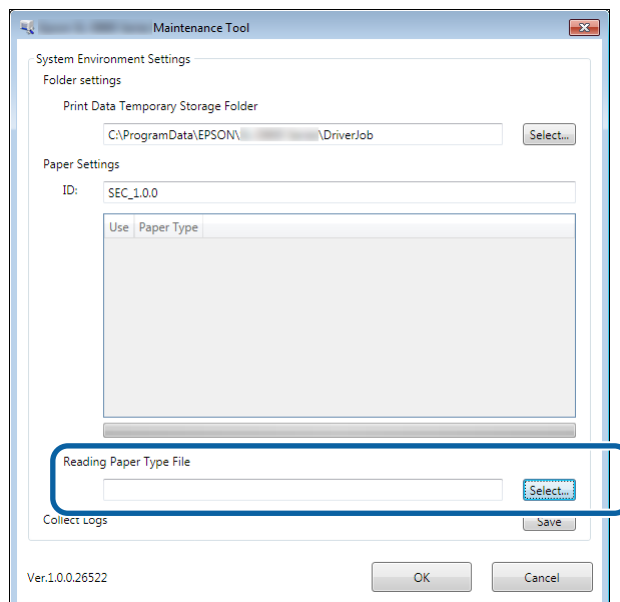 Maintenance Tool
System Environment Settings
Folder settings
Print Data Temporary Storage Folder
C:\ProgramData\EPSON\ \DriverJob
Select...
Paper Settings
ID:
SEC_1.0.0
Use Paper Type
Reading Paper Type File
Select...
Collect Logs
Save
Ver.1.0.0.26522
OK
Cancel